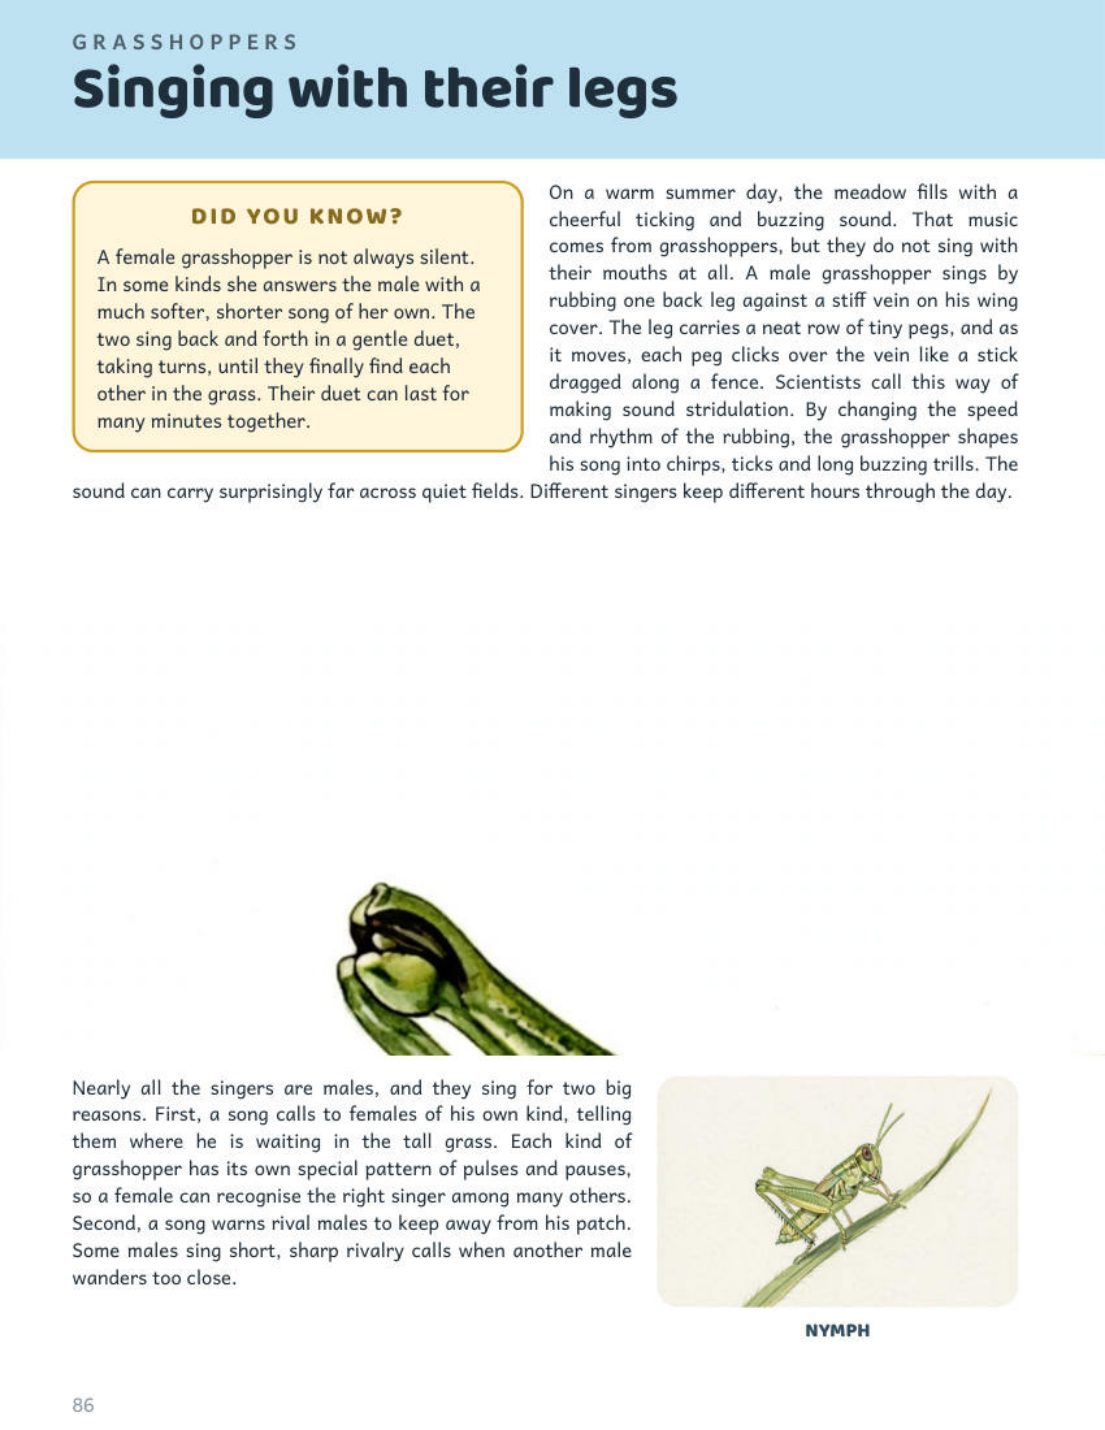 GRASSHOPPERS
Singing with their legs
DID YOU KNOW?
A female grasshopper is not always silent.
In some kinds she answers the male with a
much softer, shorter song of her own. The
two sing back and forth in a gentle duet,
taking turns, until they finally find each
other in the grass. Their duet can last for
many minutes together.
On a warm summer day, the meadow fills with a
cheerful ticking and buzzing sound. That music
comes from grasshoppers, but they do not sing with
their mouths at all. A male grasshopper sings by
rubbing one back leg against a stiff vein on his wing
cover. The leg carries a neat row of tiny pegs, and as
it moves, each peg clicks over the vein like a stick
dragged along a fence. Scientists call this way of
making sound stridulation. By changing the speed
and rhythm of the rubbing, the grasshopper shapes
his song into chirps, ticks and long buzzing trills. The
sound can carry surprisingly far across quiet fields. Different singers keep different hours through the day.
Nearly all the singers are males, and they sing for two big
reasons. First, a song calls to females of his own kind, telling
them where he is waiting in the tall grass. Each kind of
grasshopper has its own special pattern of pulses and pauses,
so a female can recognise the right singer among many others.
Second, a song warns rival males to keep away from his patch.
Some males sing short, sharp rivalry calls when another male
wanders too close.
NYMPH
86